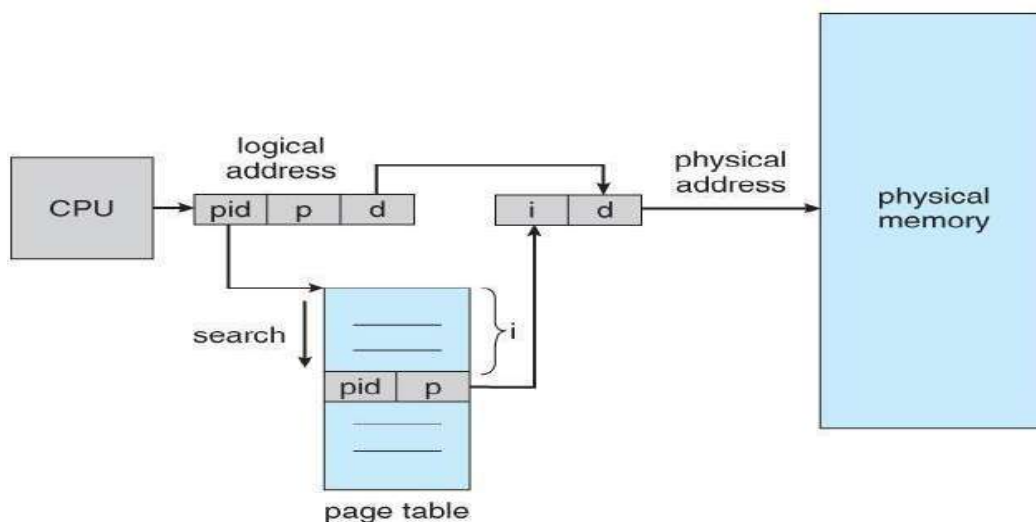 logical
address
physical
address
CPU
pid p d
i d
physical
memory
search
i
pid p
page table